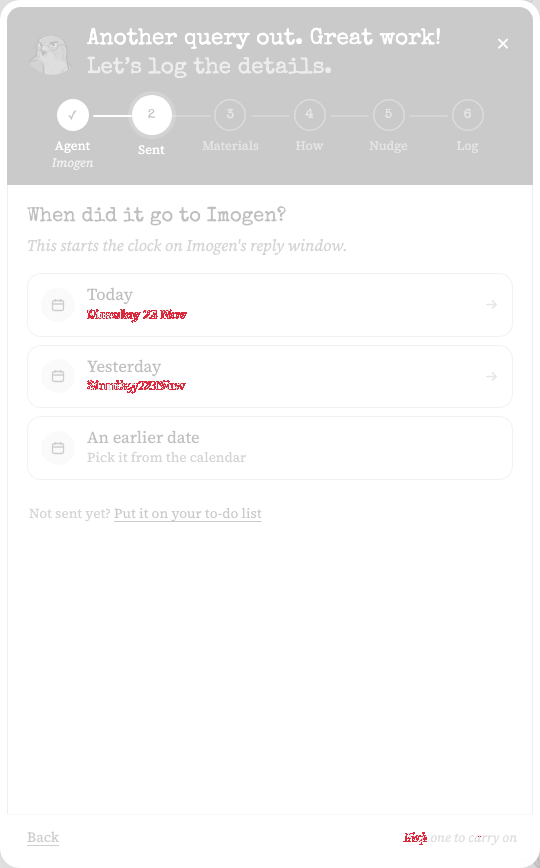 Another query out. Great work!
Let's log the details.
✓ 2 3 4 5 6
Agent Sent Materials How Nudge Log
Imogen
When did it go to Imogen?
This starts the clock on Imogen's reply window.
Today
Nov
Yesterday
Nov
An earlier date
Pick it from the calendar
Not sent yet? Put it on your to-do list
Back
one to carry on